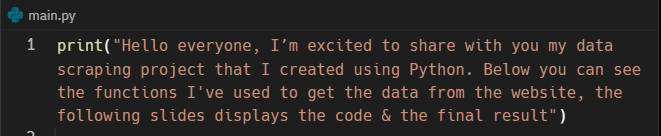 main.py
1 print("Hello everyone, I’m excited to share with you my data
scraping project that I created using Python. Below you can see
the functions I've used to get the data from the website, the
following slides displays the code & the final result")